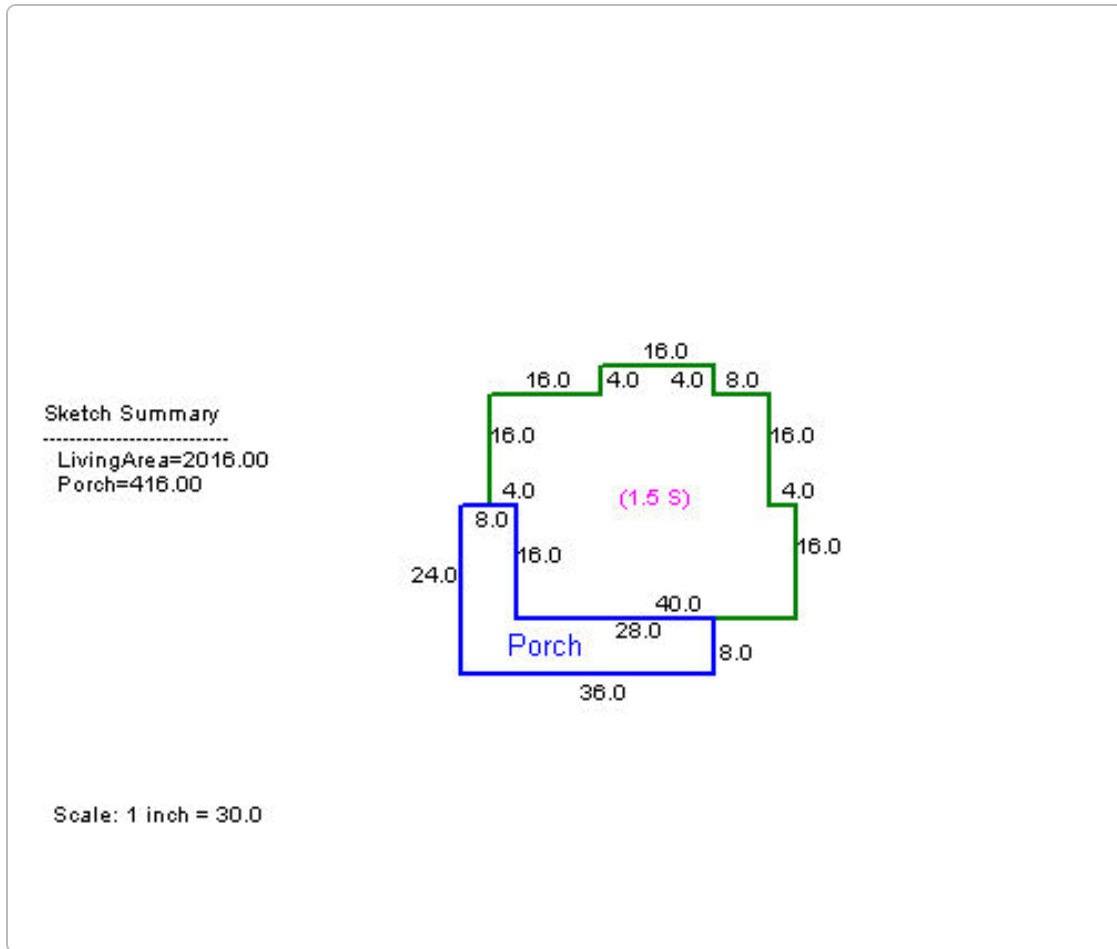 16.0
16.0 4.0 4.0 8.0
Sketch Summary
----------------------------
LivingArea=2016.00
Porch=416.00
16.0 16.0
4.0 (1.5 S) 4.0
8.0
24.0 16.0 16.0
40.0
28.0
Porch 8.0
36.0
Scale: 1 inch = 30.0